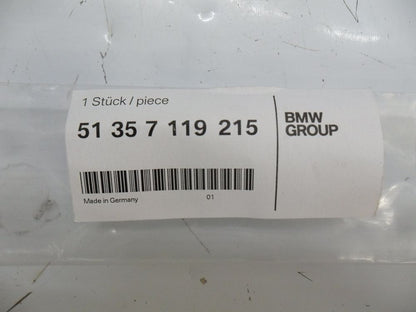 1 Stück / piece
51 35 7 119 215
BMW
GROUP
Made in Germany
01